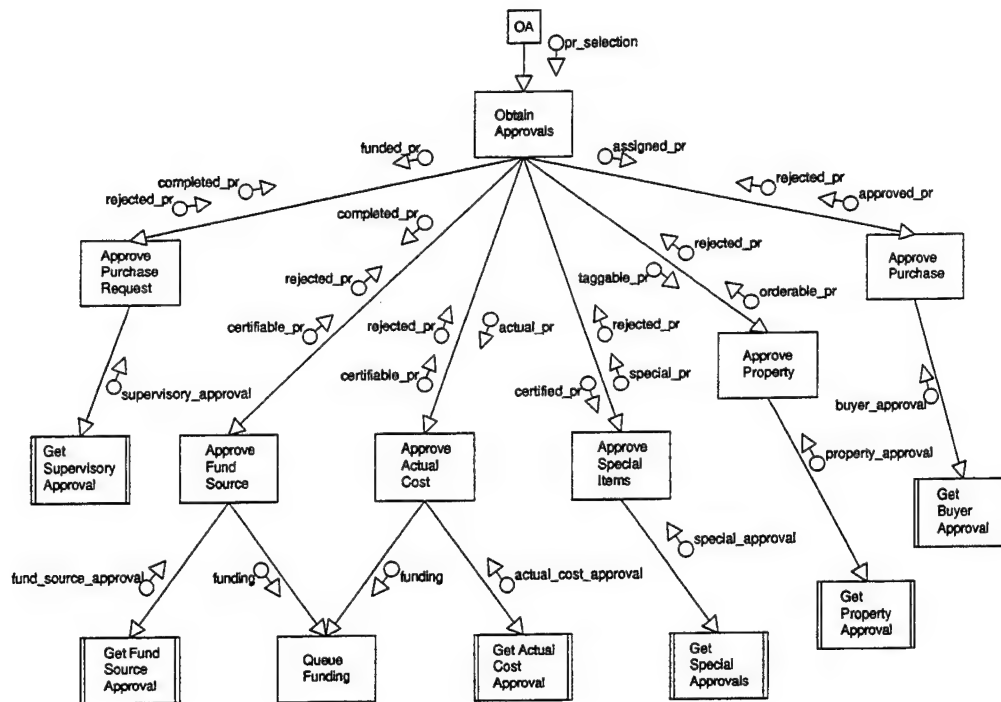 OA
pr_selection
Obtain
Approvals
funded_pr
assigned_pr
completed_pr
rejected_pr
rejected_pr
approved_pr
completed_pr
Approve
Purchase
Request
rejected_pr
Approve
Purchase
rejected_pr
taggable_pr
orderable_pr
certifiable_pr
rejected_pr
actual_pr
rejected_pr
Approve
Property
certifiable_pr
special_pr
supervisory_approval
certified_pr
buyer_approval
Get
Supervisory
Approval
Approve
Fund
Source
Approve
Actual
Cost
Approve
Special
Items
property_approval
Get
Buyer
Approval
special_approval
fund_source_approval
funding
funding
actual_cost_approval
Get
Property
Approval
Get Fund
Source
Approval
Queue
Funding
Get Actual
Cost
Approval
Get
Special
Approvals